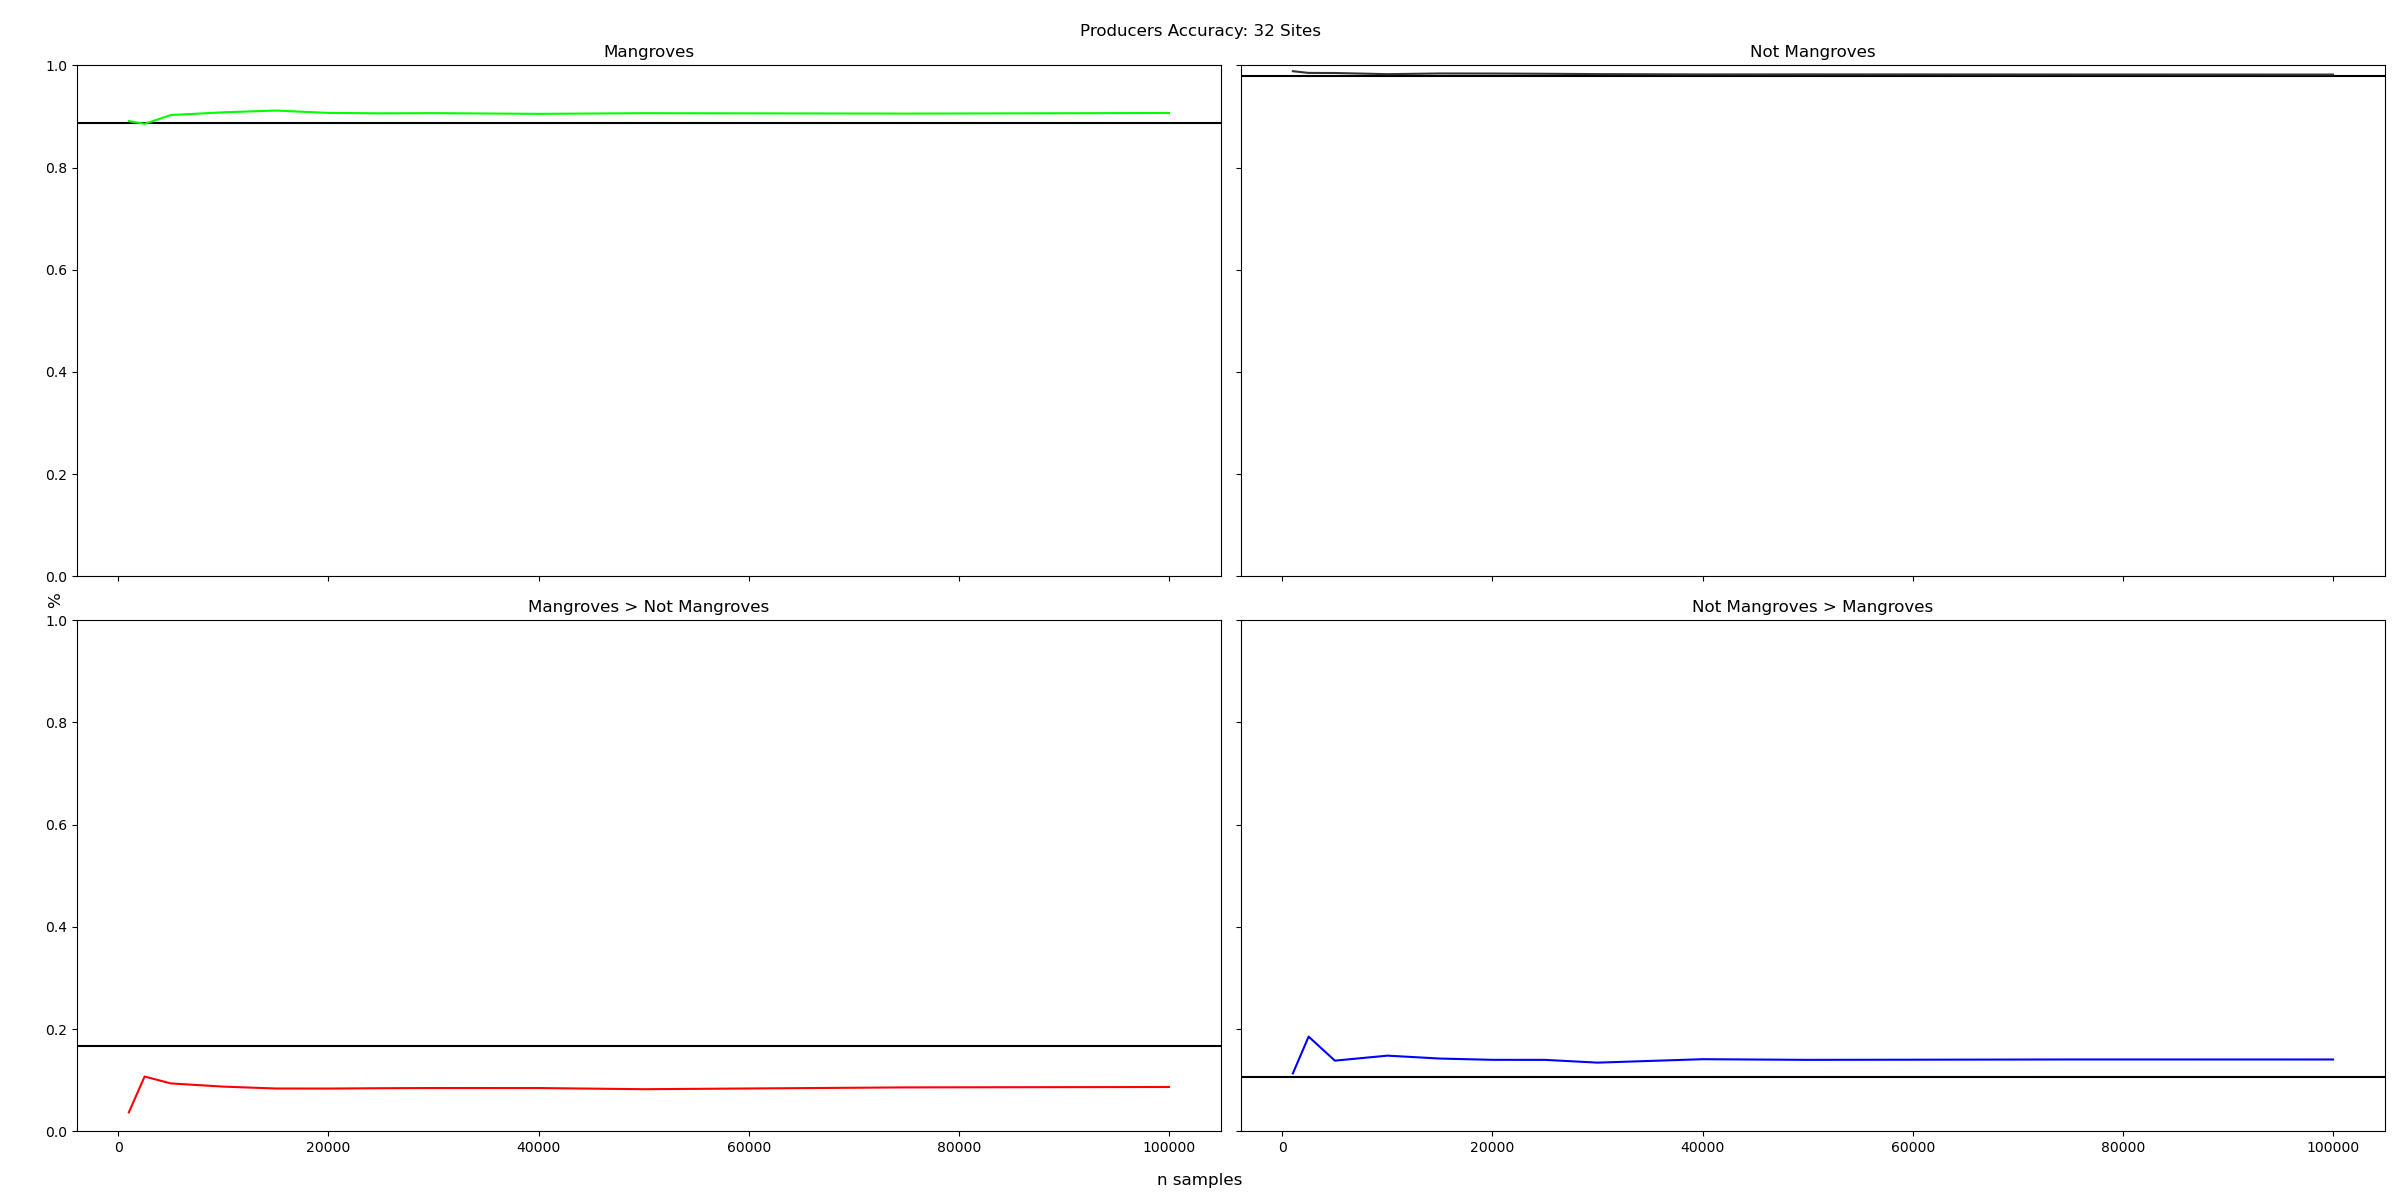 Producers Accuracy: 32 Sites
Mangroves
Not Mangroves
1.0
0.8
0.6
0.4
0.2
0.0
%
Mangroves > Not Mangroves
Not Mangroves > Mangroves
1.0
0.8
0.6
0.4
0.2
0.0
0 20000 40000 60000 80000 100000
0 20000 40000 60000 80000 100000
n samples